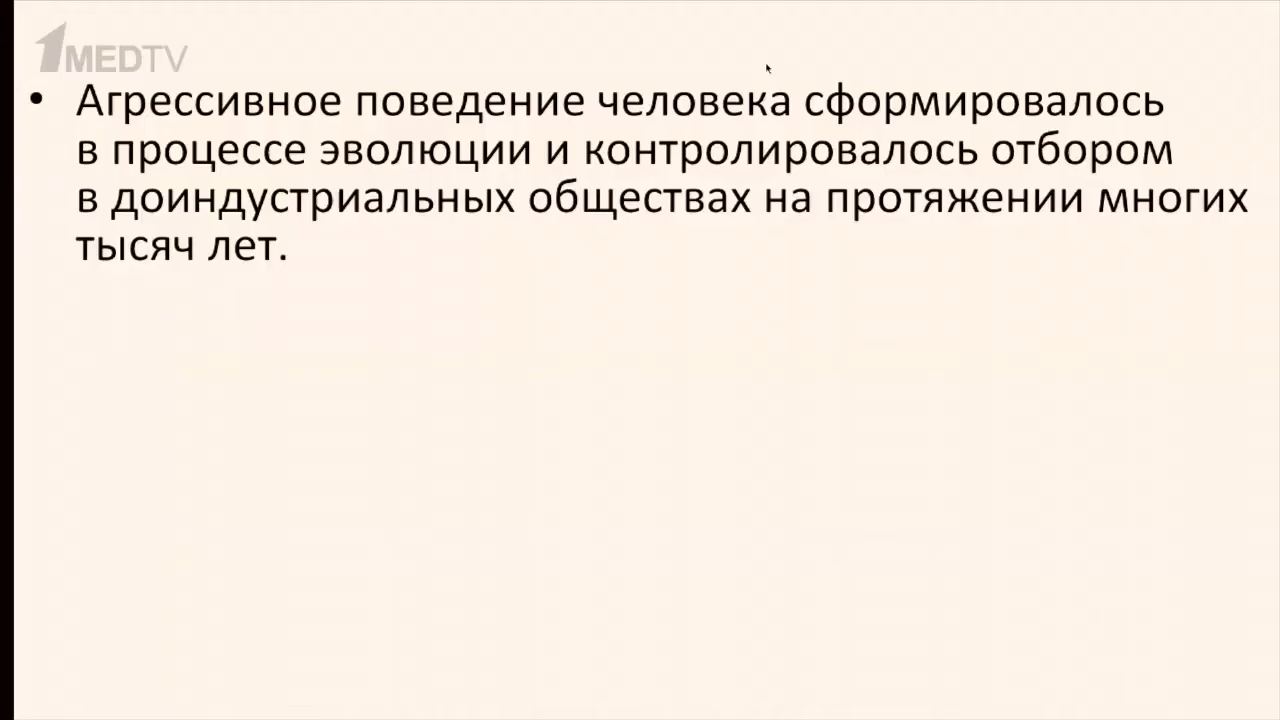 1MEDTV
• Агрессивное поведение человека сформировалось
в процессе эволюции и контролировалось отбором
в доиндустриальных обществах на протяжении многих
тысяч лет.